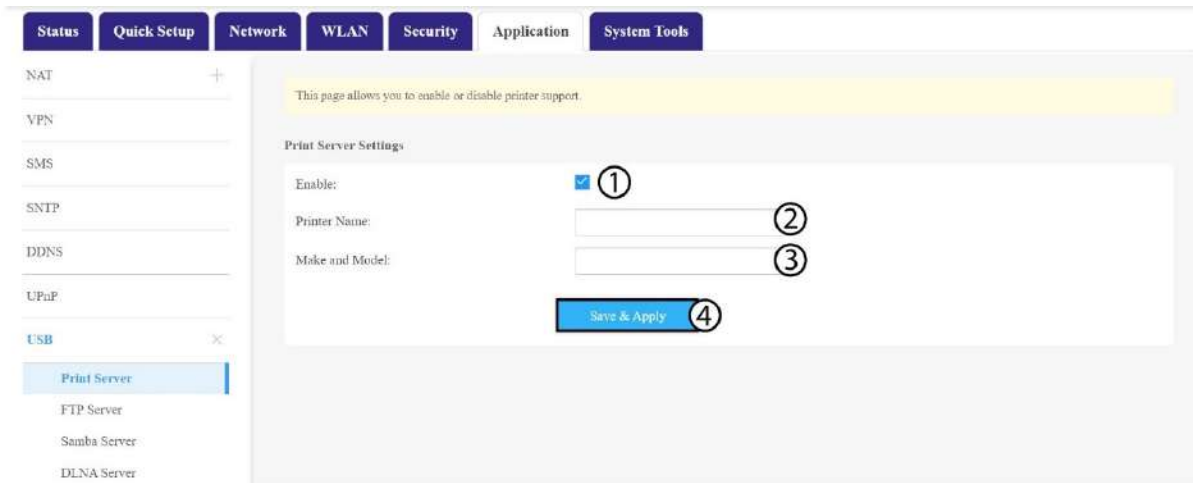 Status Quick Setup Network WLAN Security Application System Tools
NAT
VPN
SMS
SNTP
DDNS
UPnP
USB
Print Server
FTP Server
Samba Server
DLNA Server
This page allows you to enable or disable printer support.
Print Server Settings
Enable: ①
Printer Name: ②
Make and Model: ③
Save & Apply ④